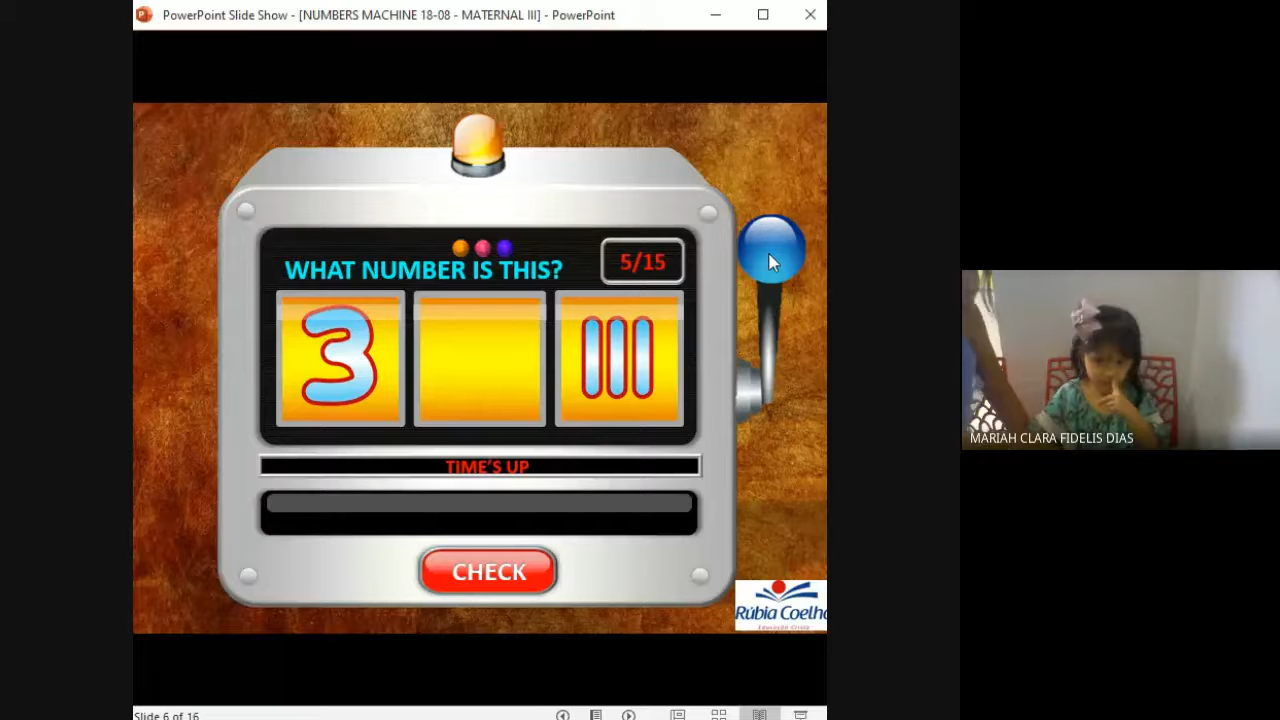 PowerPoint Slide Show - [NUMBERS MACHINE 18-08 - MATERNAL III] - PowerPoint
WHAT NUMBER IS THIS?
5/15
3
III
TIME'S UP
CHECK
Rúbia Coelho
MARIAH CLARA FIDELIS DIAS
Slide 6 of 16